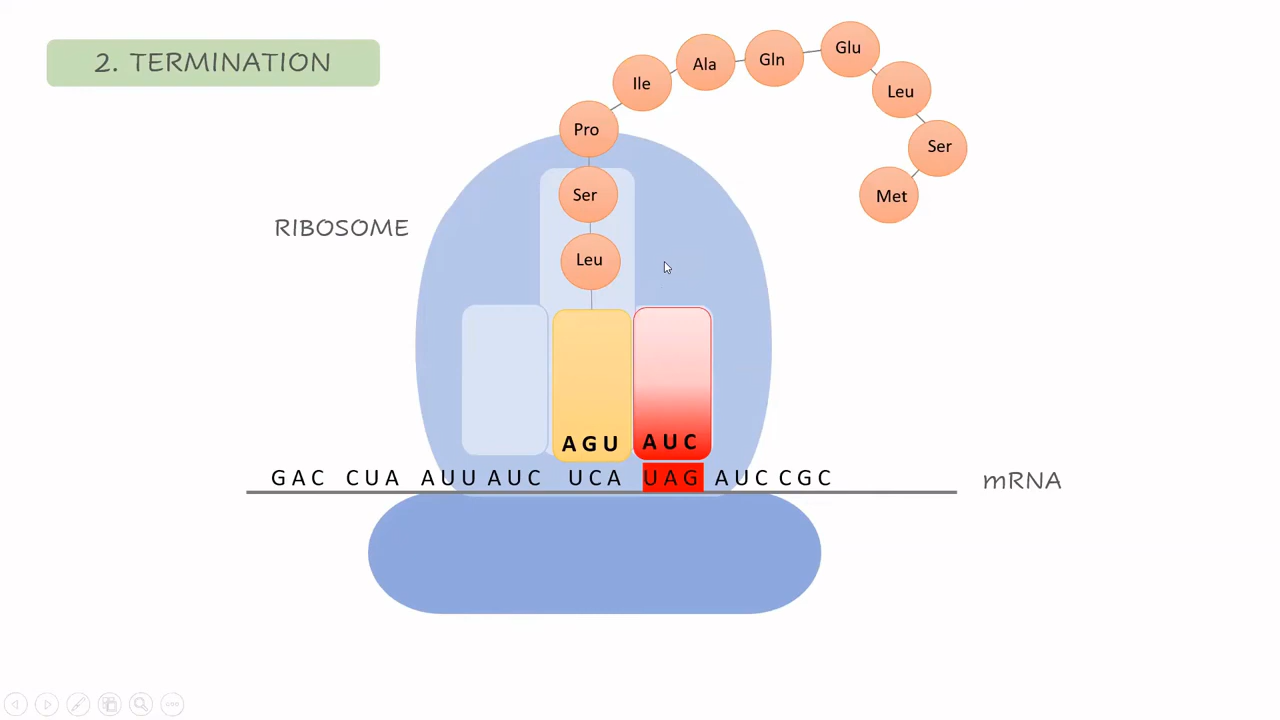 2. TERMINATION
Glu
Ala
Gln
Ile
Leu
Pro
Ser
Ser
Met
RIBOSOME
Leu
AGU
AUC
GAC CUA AUU AUC UCA UAG AUC CGC
mRNA